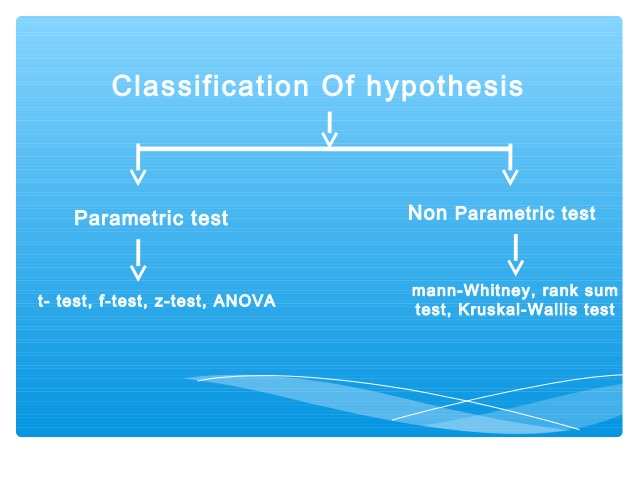 Classification Of hypothesis
Parametric test
Non Parametric test
t- test, f-test, z-test, ANOVA
mann-Whitney, rank sum
test, Kruskal-Wallis test